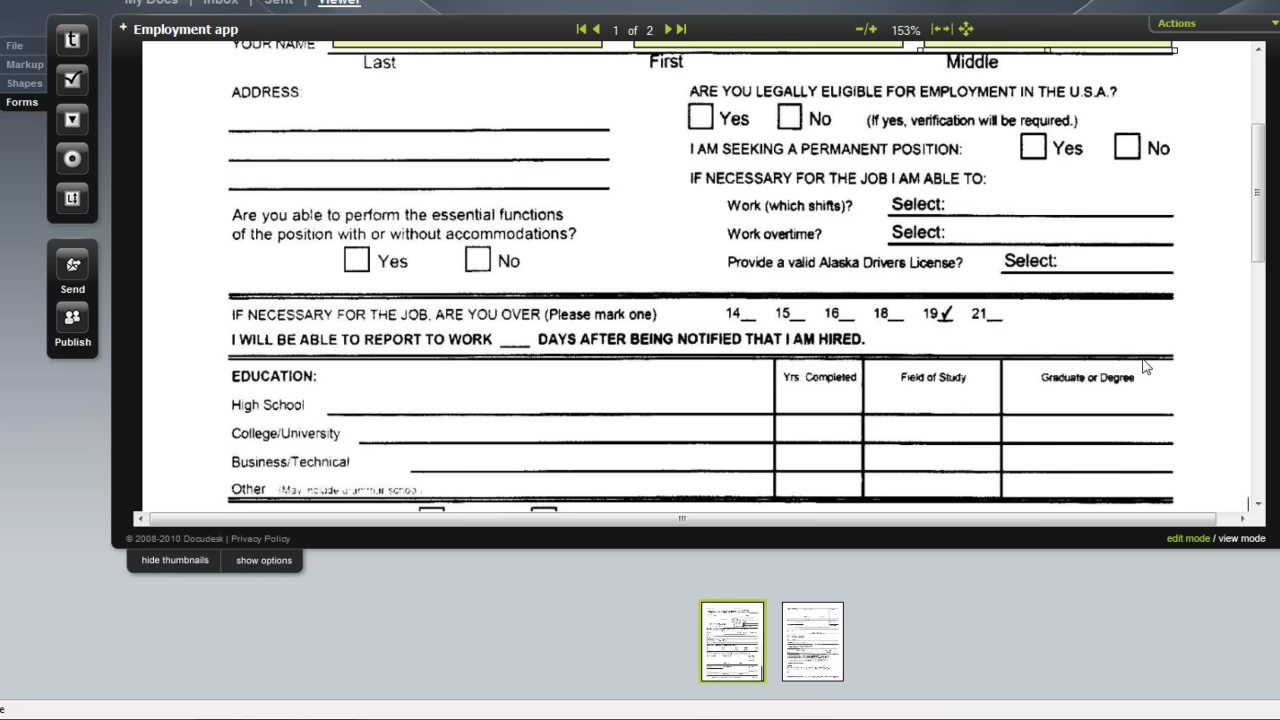 My Docs | Inbox | Sent | Viewer
+ Employment app
1 of 2
153%
Actions
File
Markup
Shapes
Forms
Send
Publish
YOUR NAME
Last First Middle
ADDRESS:
ARE YOU LEGALLY ELIGIBLE FOR EMPLOYMENT IN THE U.S.A.?
Yes No (If yes, verification will be required.)
I AM SEEKING A PERMANENT POSITION: Yes No
IF NECESSARY FOR THE JOB I AM ABLE TO:
Work (which shifts)? Select:
Work overtime? Select:
Provide a valid Alaska Drivers License? Select:
Are you able to perform the essential functions
of the position with or without accommodations?
Yes No
IF NECESSARY FOR THE JOB, ARE YOU OVER (Please mark one) 14__ 15__ 16__ 18__ 19✓ 21__
I WILL BE ABLE TO REPORT TO WORK ____ DAYS AFTER BEING NOTIFIED THAT I AM HIRED.
EDUCATION: Yrs. Completed Field of Study Graduate or Degree
High School
College/University
Business/Technical
Other (May include grammar school)
© 2008-2010 Docudesk | Privacy Policy
edit mode / view mode
hide thumbnails
show options
e